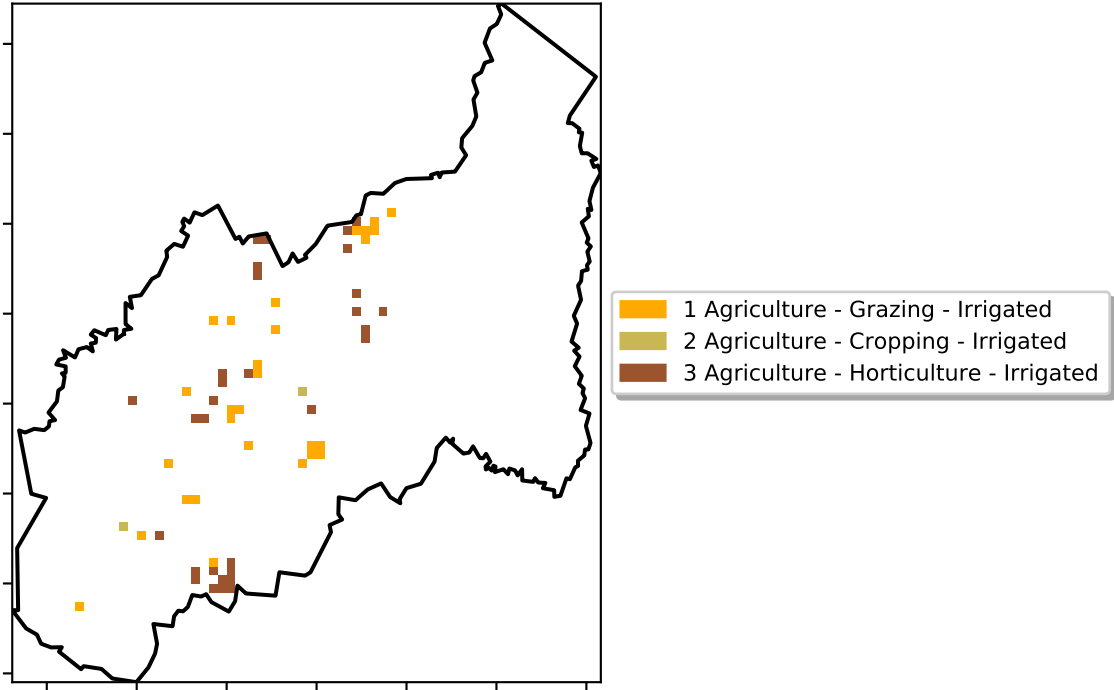 1 Agriculture - Grazing - Irrigated
2 Agriculture - Cropping - Irrigated
3 Agriculture - Horticulture - Irrigated